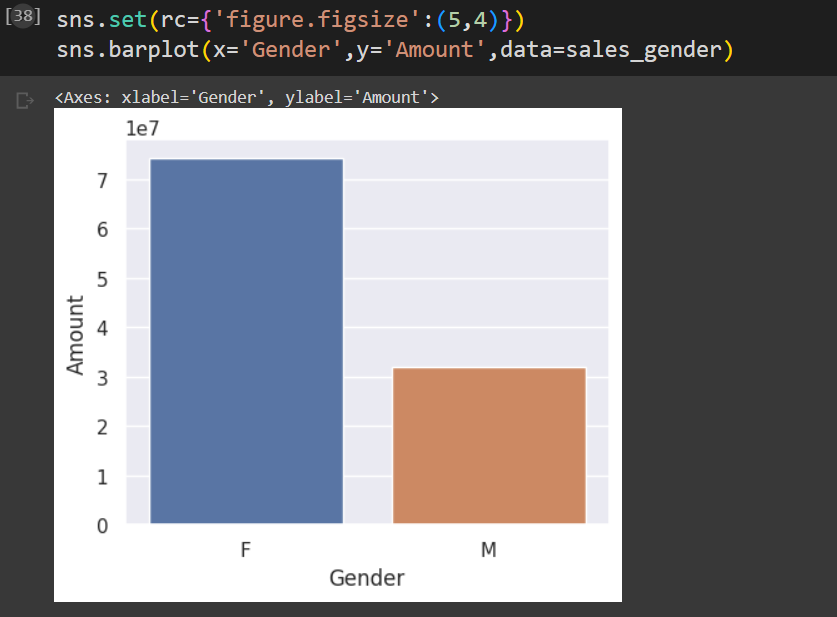 [38] sns.set(rc={'figure.figsize':(5,4)})
sns.barplot(x='Gender',y='Amount',data=sales_gender)
<Axes: xlabel='Gender', ylabel='Amount'>
1e7
7
6
5
4
3
2
1
0
Amount
F M
Gender